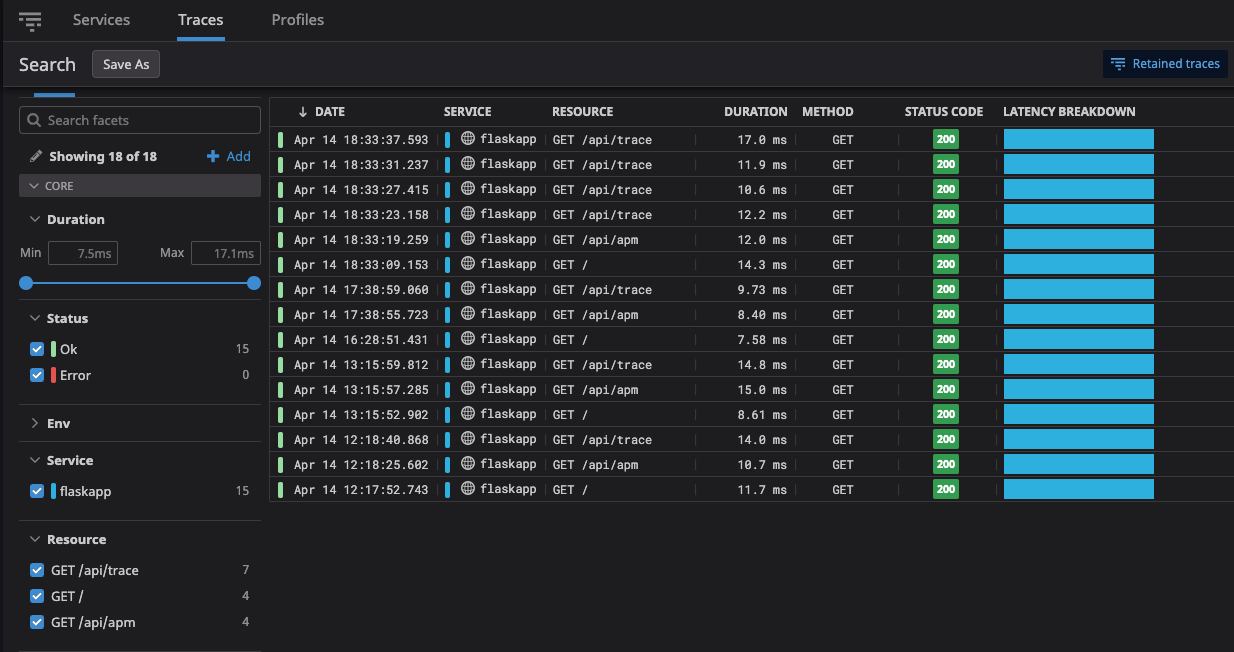 Services Traces Profiles
Search Save As Retained traces
Search facets
Showing 18 of 18 Add
CORE
Duration
Min 7.5ms Max 17.1ms
Status
Ok 15
Error 0
Env
Service
flaskapp 15
Resource
GET /api/trace 7
GET / 4
GET /api/apm 4
DATE SERVICE RESOURCE DURATION METHOD STATUS CODE LATENCY BREAKDOWN
Apr 14 18:33:37.593 flaskapp GET /api/trace 17.0 ms GET 200
Apr 14 18:33:31.237 flaskapp GET /api/trace 11.9 ms GET 200
Apr 14 18:33:27.415 flaskapp GET /api/trace 10.6 ms GET 200
Apr 14 18:33:23.158 flaskapp GET /api/trace 12.2 ms GET 200
Apr 14 18:33:19.259 flaskapp GET /api/apm 12.0 ms GET 200
Apr 14 18:33:09.153 flaskapp GET / 14.3 ms GET 200
Apr 14 17:38:59.060 flaskapp GET /api/trace 9.73 ms GET 200
Apr 14 17:38:55.723 flaskapp GET /api/apm 8.40 ms GET 200
Apr 14 16:28:51.431 flaskapp GET / 7.58 ms GET 200
Apr 14 13:15:59.812 flaskapp GET /api/trace 14.8 ms GET 200
Apr 14 13:15:57.285 flaskapp GET /api/apm 15.0 ms GET 200
Apr 14 13:15:52.902 flaskapp GET / 8.61 ms GET 200
Apr 14 12:18:40.868 flaskapp GET /api/trace 14.0 ms GET 200
Apr 14 12:18:25.602 flaskapp GET /api/apm 10.7 ms GET 200
Apr 14 12:17:52.743 flaskapp GET / 11.7 ms GET 200